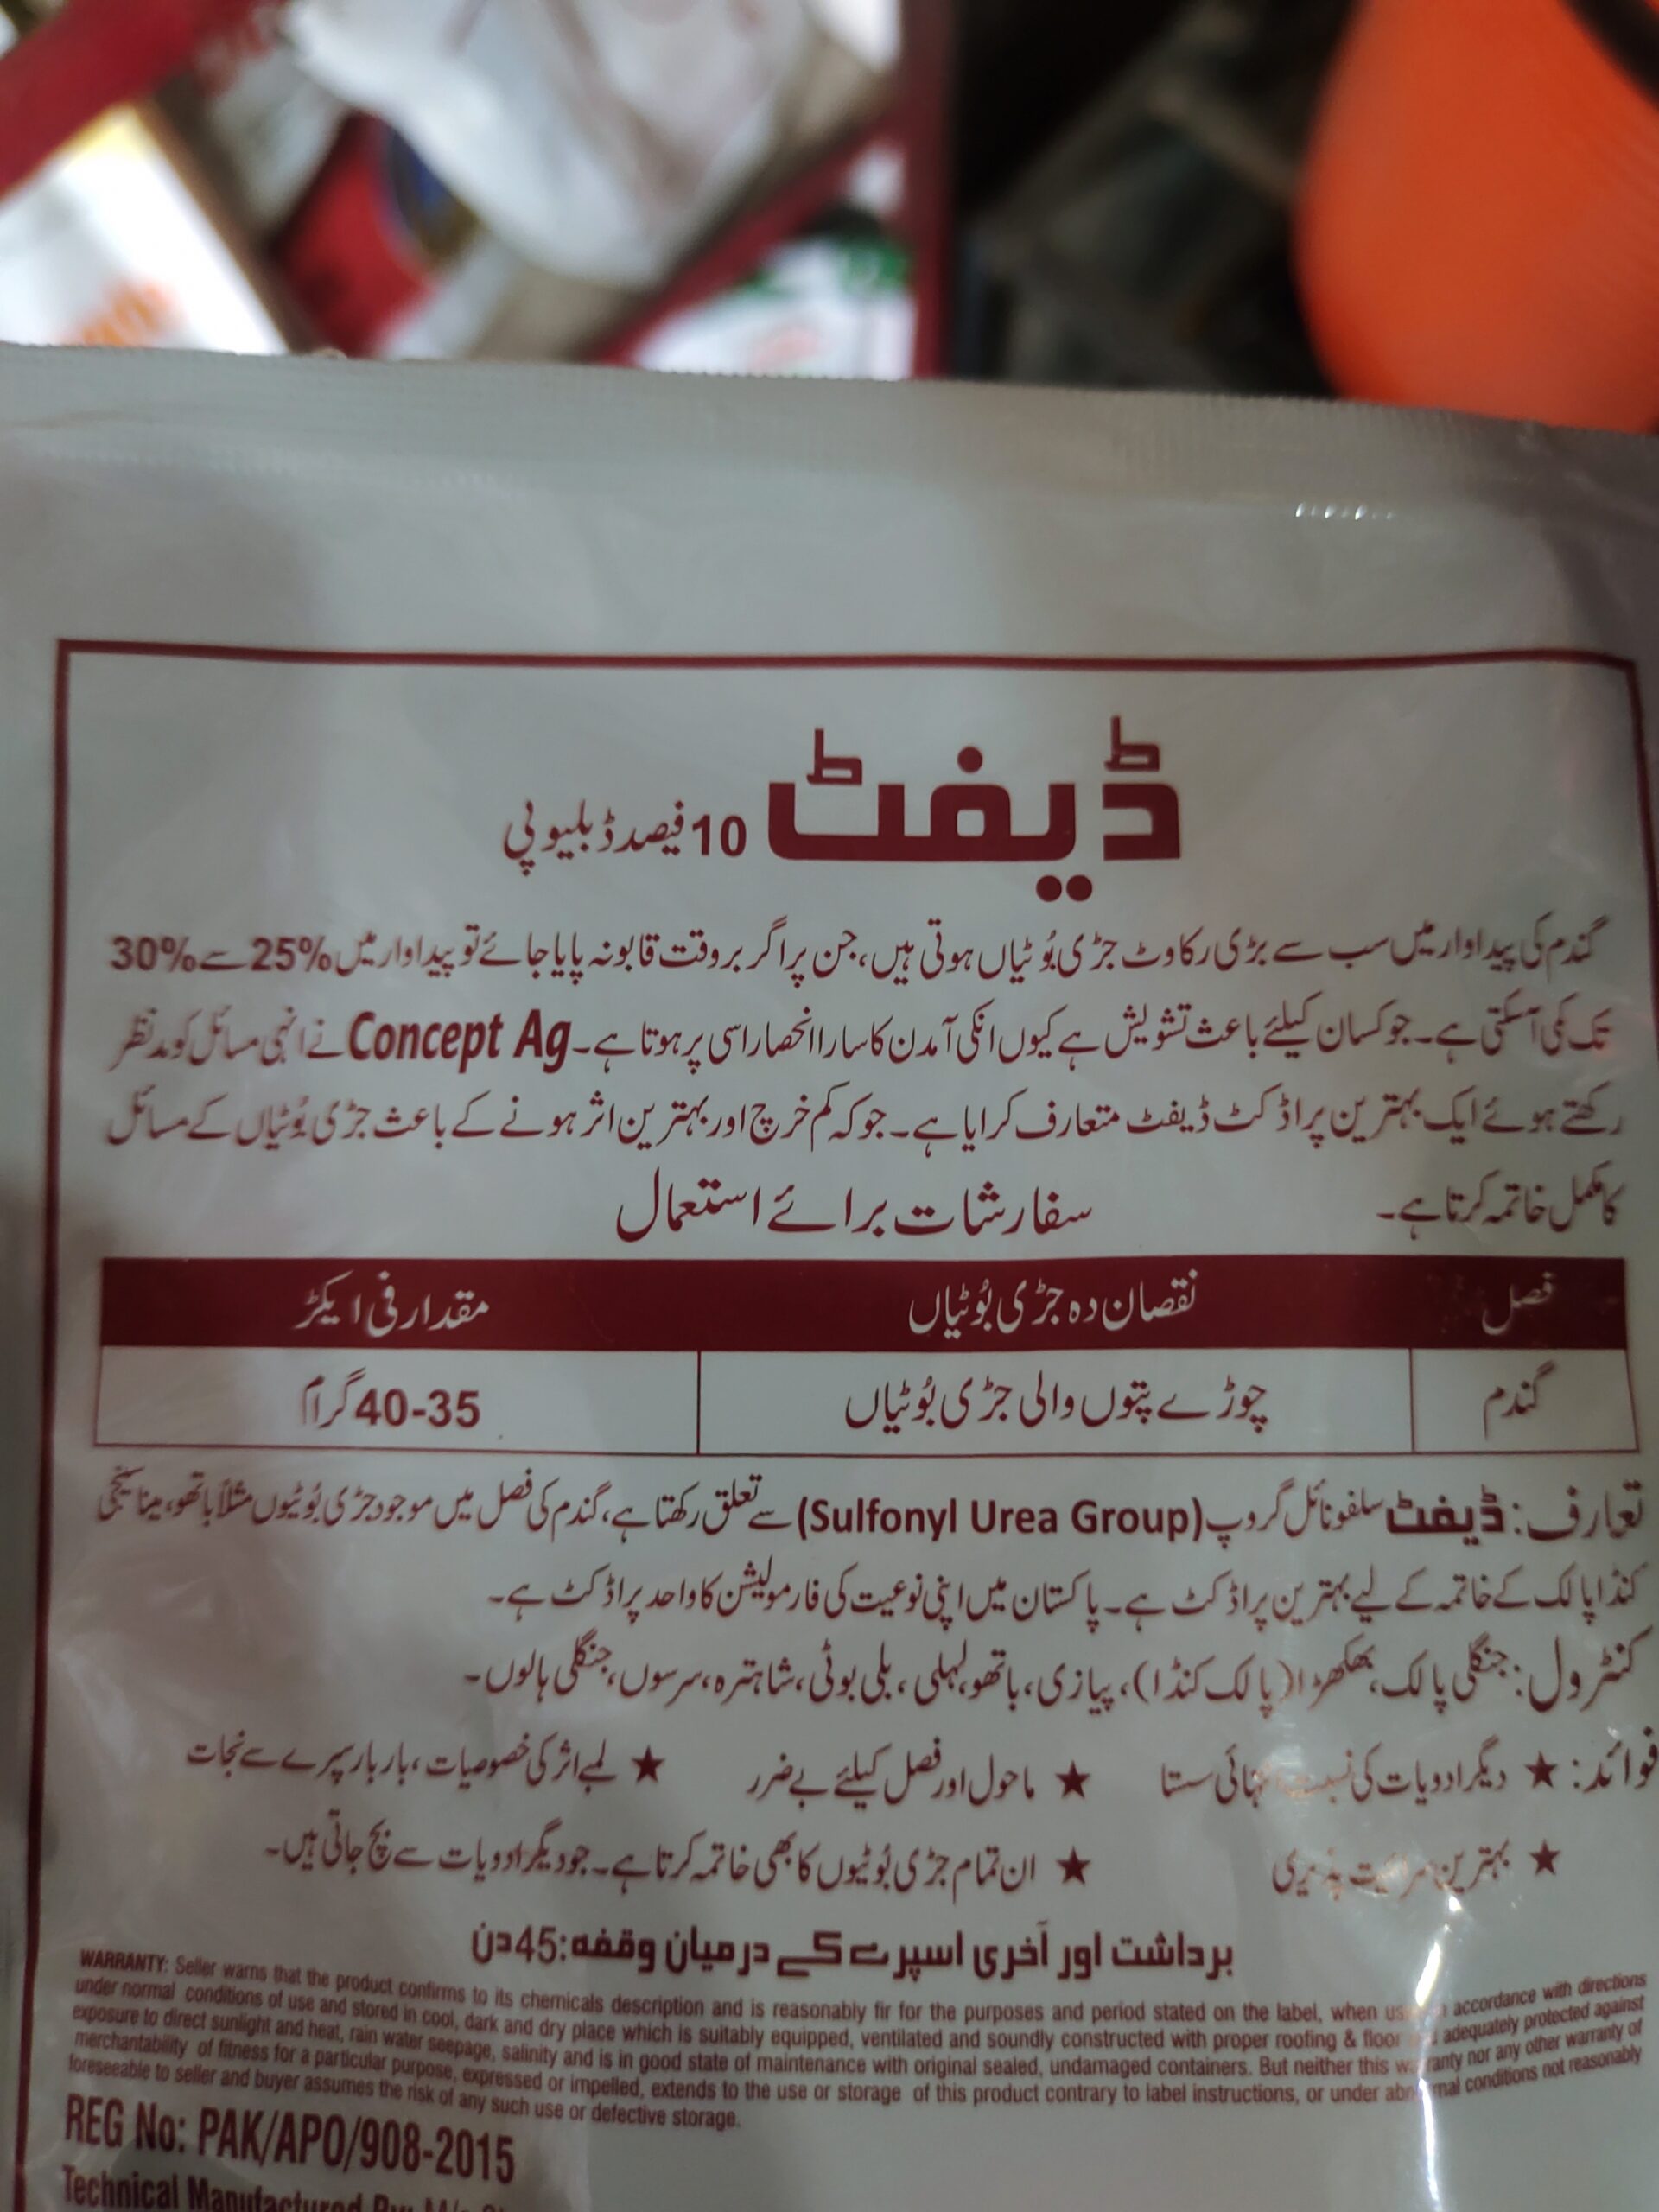 ڈیفٹ 10 فیصد ڈبلیو پی
گندم کی پیداوار میں سب سے بڑی رکاوٹ جڑی بُوٹیاں ہوتی ہیں، جن پر اگر بروقت قابو نہ پایا جائے تو پیداوار میں 25% سے 30%
تک کمی آسکتی ہے۔ جو کسان کیلئے باعث تشویش ہے کیوں انکی آمدن کا سارا انحصار اسی پر ہوتا ہے۔ Concept Ag نے انہی مسائل کو مدنظر
رکھتے ہوئے ایک بہترین پراڈکٹ ڈیفٹ متعارف کرایا ہے۔ جو کہ کم خرچ اور بہترین اثر ہونے کے باعث جڑی بُوٹیاں کے مسائل
کا مکمل خاتمہ کرتا ہے۔
سفارشات برائے استعمال
فصل نقصان دہ جڑی بُوٹیاں مقدار فی ایکڑ
گندم چوڑے پتوں والی جڑی بُوٹیاں 40-35 گرام
تعارف: ڈیفٹ سلفونائل گروپ (Sulfonyl Urea Group) سے تعلق رکھتا ہے، گندم کی فصل میں موجود جڑی بُوٹیوں مثلاً باتھو، مینا، سینجی
کنڈا پالک کے خاتمہ کے لیے بہترین پراڈکٹ ہے۔ پاکستان میں اپنی نوعیت کی فارمولیشن کا واحد پراڈکٹ ہے۔
کنٹرول: جنگلی پالک، بھکھڑا (پالک کنڈا)، پیازی، باتھو، لہلی، بلی بوٹی، شاہترہ، سرسوں، جنگلی ہالوں۔
فوائد: ★ دیگر ادویات کی نسبت انتہائی سستا ★ ماحول اور فصل کیلئے بے ضرر ★ لمبے اثر کی خصوصیات، بار بار سپرے سے نجات
★ بہترین سرائیت پذیری ★ ان تمام جڑی بُوٹیوں کا بھی خاتمہ کرتا ہے۔ جو دیگر ادویات سے بچ جاتی ہیں۔
برداشت اور آخری اسپرے کے درمیان وقفہ: 45 دن
WARRANTY: Seller warns that the product confirms to its chemicals description and is reasonably fir for the purposes and period stated on the label, when accordance with directions
under normal conditions of use and stored in cool, dark and dry place which is suitably equipped, ventilated and soundly constructed with proper roofing & floor adequately protected against
exposure to direct sunlight and heat, rain water seepage, salinity and is in good state of maintenance with original sealed, undamaged containers. But neither this warranty nor any other warranty of
merchantability of fitness for a particular purpose, expressed or impelled, extends to the use or storage of this product contrary to label instructions, or under abnormal conditions not reasonably
foreseeable to seller and buyer assumes the risk of any such use or defective storage.
REG No: PAK/APO/908-2015
Technical Manufactured By: M/s